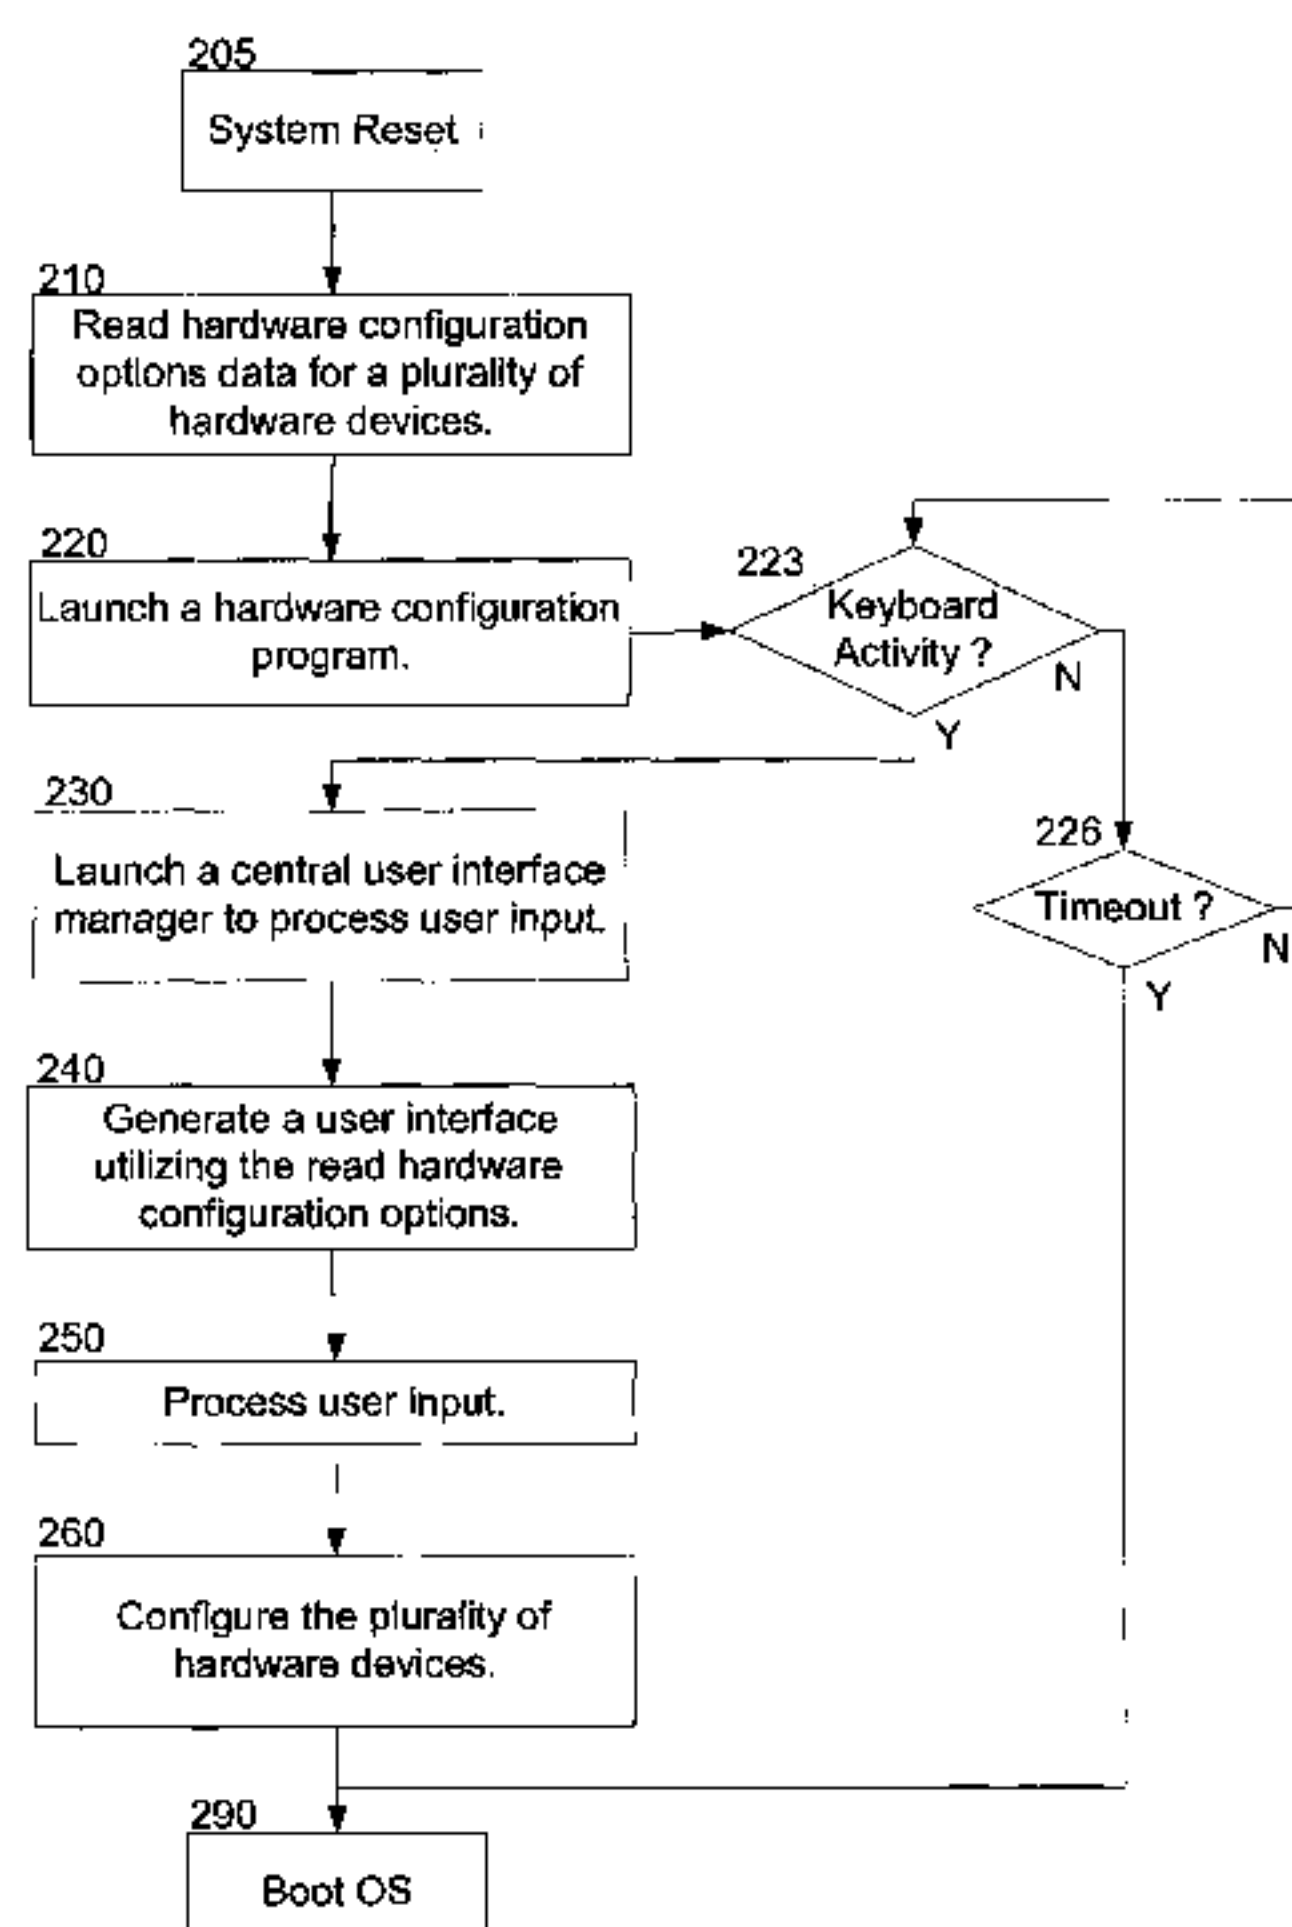 205
System Reset
210
Read hardware configuration
options data for a plurality of
hardware devices.
220
Launch a hardware configuration
program.
223
Keyboard
Activity ?
N
Y
226
Timeout ?
N
Y
230
Launch a central user interface
manager to process user input.
240
Generate a user interface
utilizing the read hardware
configuration options.
250
Process user input.
260
Configure the plurality of
hardware devices.
290
Boot OS